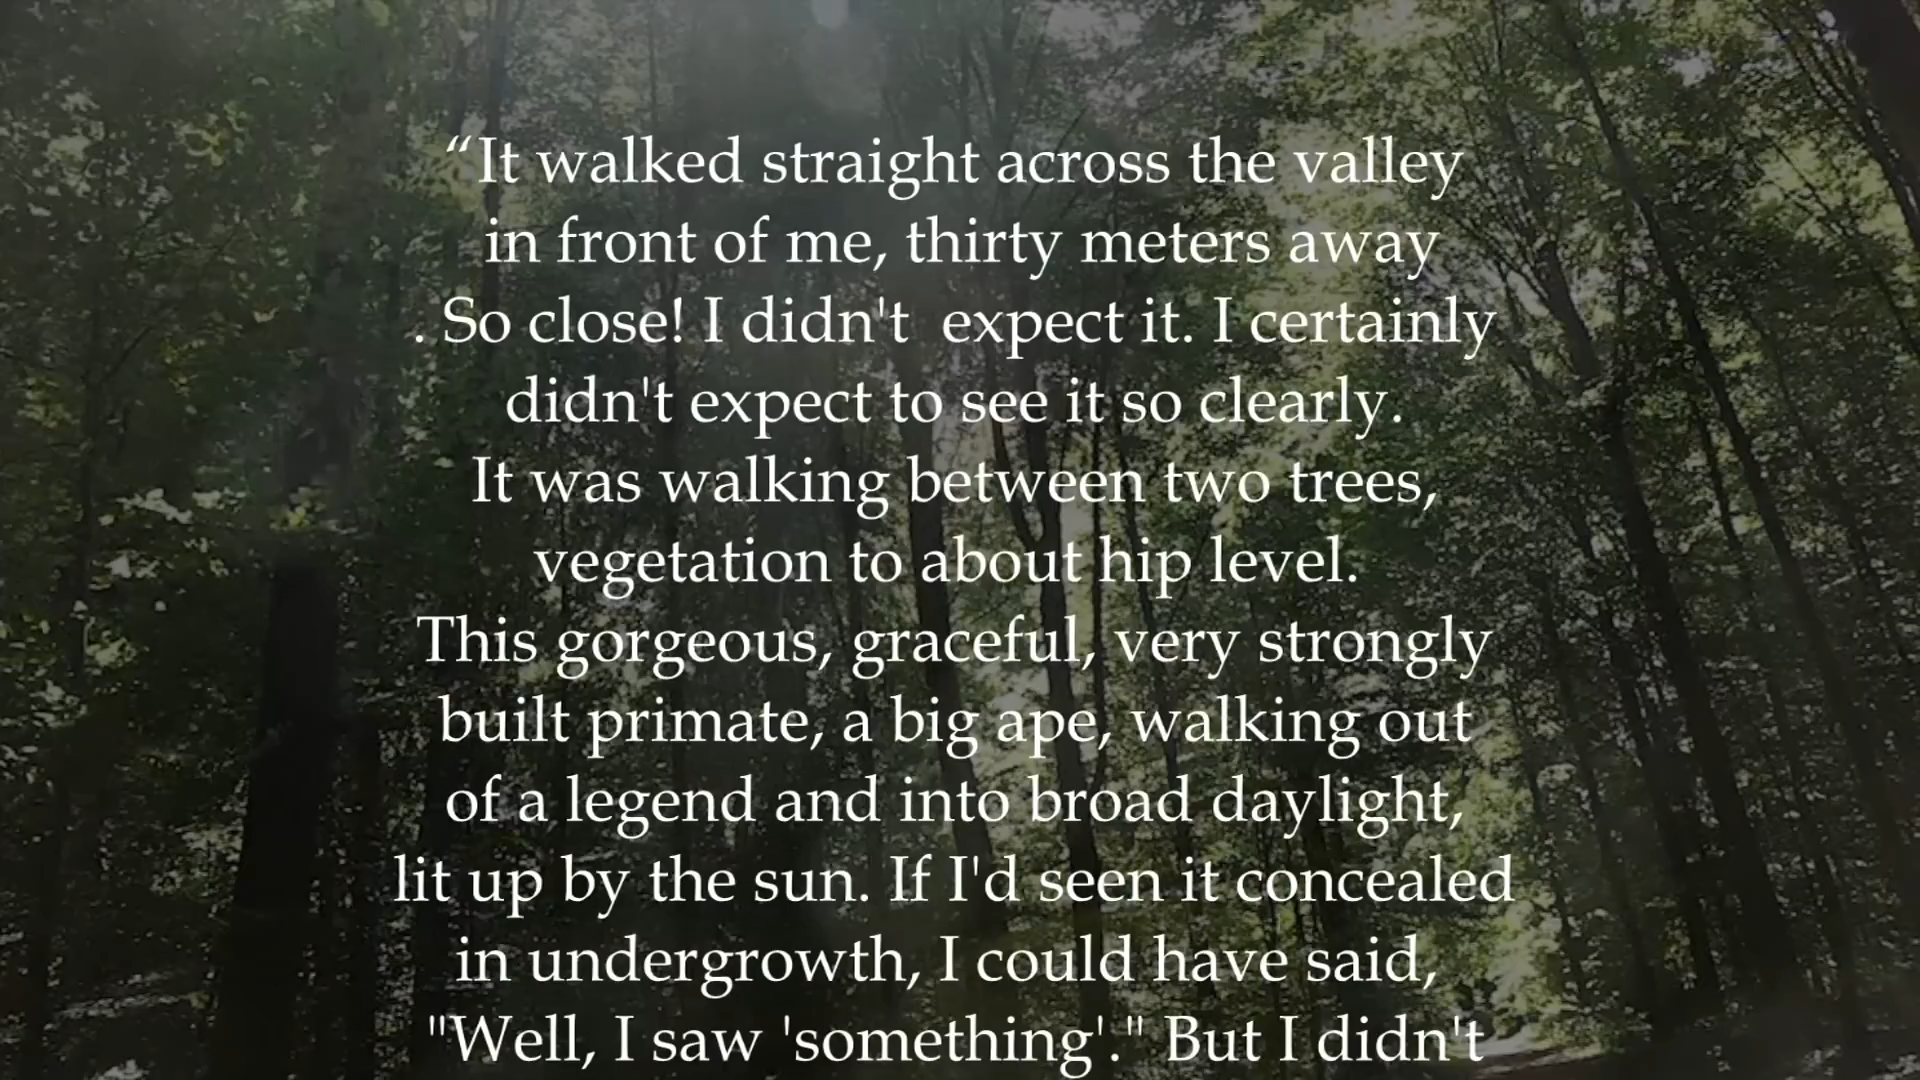 “It walked straight across the valley
in front of me, thirty meters away
. So close! I didn't  expect it. I certainly
didn't expect to see it so clearly.
It was walking between two trees,
vegetation to about hip level.
This gorgeous, graceful, very strongly
built primate, a big ape, walking out
of a legend and into broad daylight,
lit up by the sun. If I'd seen it concealed
in undergrowth, I could have said,
"Well, I saw 'something'." But I didn't